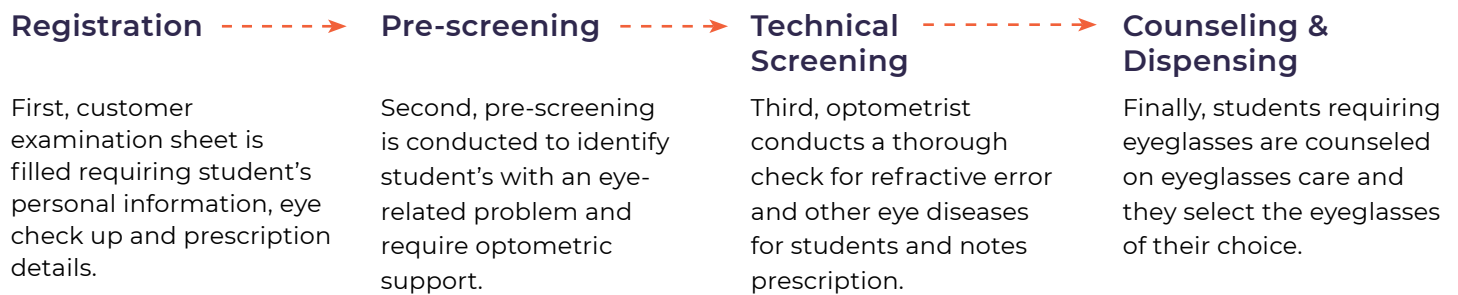 Registration
First, customer
examination sheet is
filled requiring student's
personal information, eye
check up and prescription
details.
Pre-screening
Second, pre-screening
is conducted to identify
student's with an eye-
related problem and
require optometric
support.
Technical
Screening
Third, optometrist
conducts a thorough
check for refractive error
and other eye diseases
for students and notes
prescription.
Counseling &
Dispensing
Finally, students requiring
eyeglasses are counseled
on eyeglasses care and
they select the eyeglasses
of their choice.